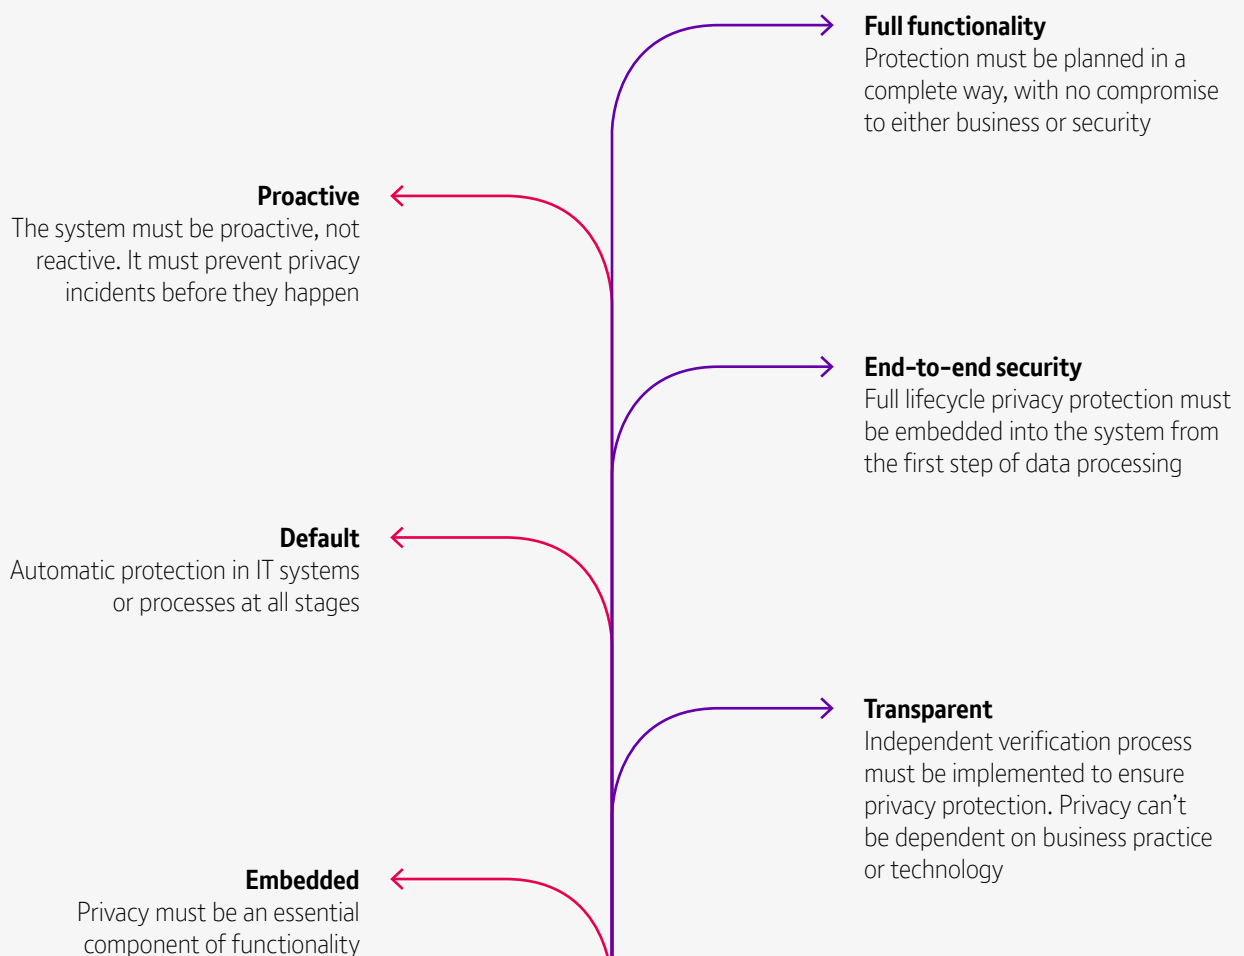 Full functionality
Protection must be planned in a
complete way, with no compromise
to either business or security
Proactive
The system must be proactive, not
reactive. It must prevent privacy
incidents before they happen
End-to-end security
Full lifecycle privacy protection must
be embedded into the system from
the first step of data processing
Default
Automatic protection in IT systems
or processes at all stages
Transparent
Independent verification process
must be implemented to ensure
privacy protection. Privacy can’t
be dependent on business practice
or technology
Embedded
Privacy must be an essential
component of functionality